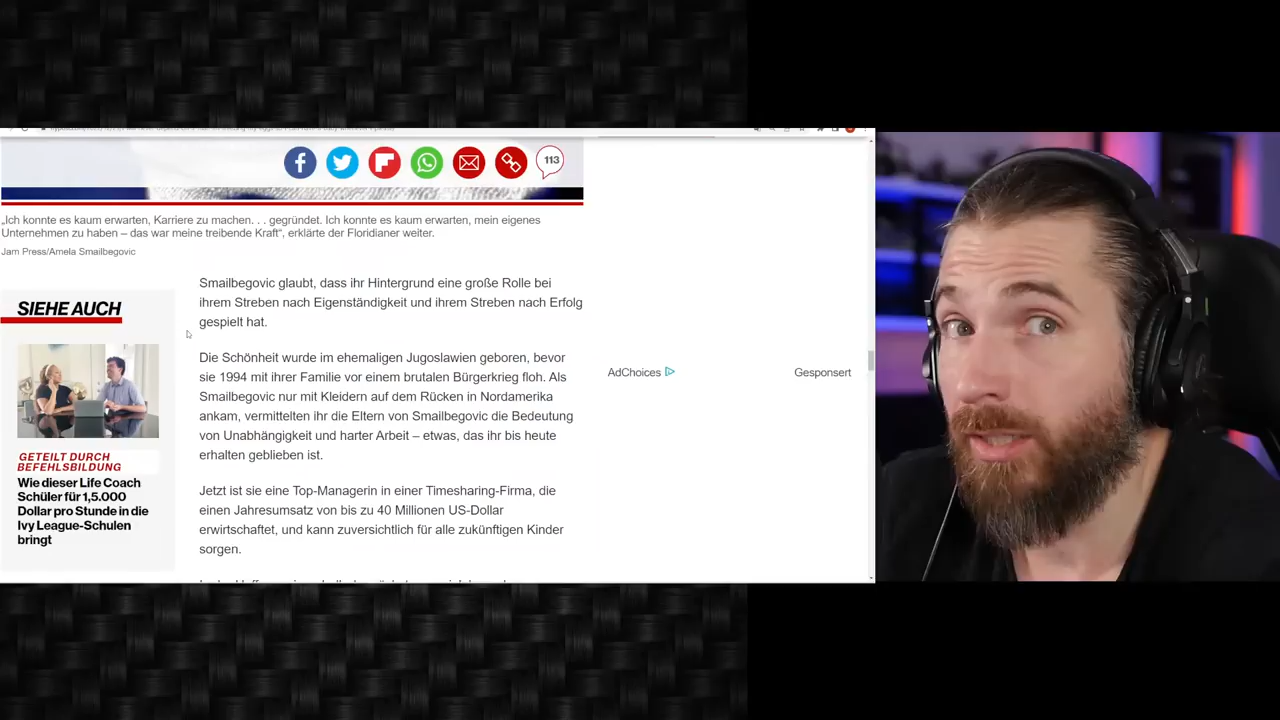 113
„Ich konnte es kaum erwarten, Karriere zu machen. . . gegründet. Ich konnte es kaum erwarten, mein eigenes
Unternehmen zu haben – das war meine treibende Kraft“, erklärte der Floridianer weiter.
Jam Press/Amela Smailbegovic
Smailbegovic glaubt, dass ihr Hintergrund eine große Rolle bei
ihrem Streben nach Eigenständigkeit und ihrem Streben nach Erfolg
gespielt hat.
SIEHE AUCH
GETEILT DURCH
BEFEHLSBILDUNG
Wie dieser Life Coach
Schüler für 1,5.000
Dollar pro Stunde in die
Ivy League-Schulen
bringt
Die Schönheit wurde im ehemaligen Jugoslawien geboren, bevor
sie 1994 mit ihrer Familie vor einem brutalen Bürgerkrieg floh. Als
Smailbegovic nur mit Kleidern auf dem Rücken in Nordamerika
ankam, vermittelten ihr die Eltern von Smailbegovic die Bedeutung
von Unabhängigkeit und harter Arbeit – etwas, das ihr bis heute
erhalten geblieben ist.
Jetzt ist sie eine Top-Managerin in einer Timesharing-Firma, die
einen Jahresumsatz von bis zu 40 Millionen US-Dollar
erwirtschaftet, und kann zuversichtlich für alle zukünftigen Kinder
sorgen.
AdChoices
Gesponsert